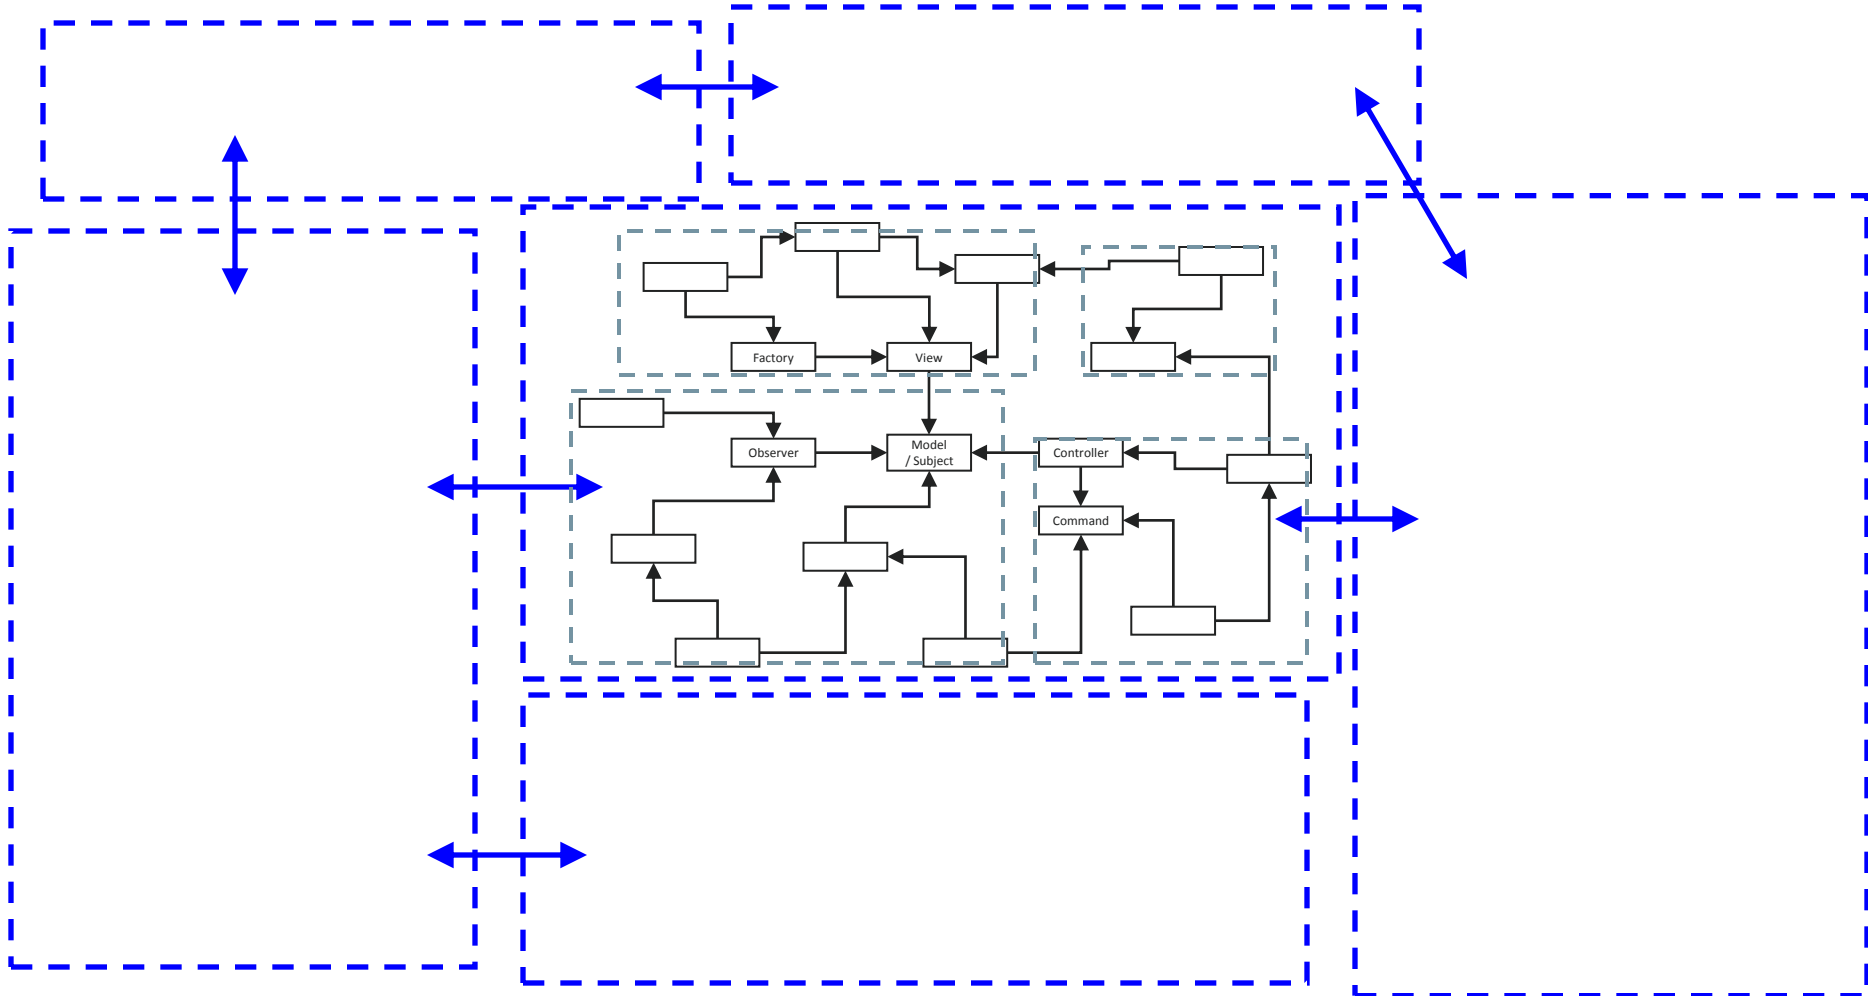 Factory
View
Observer
Model
/ Subject
Controller
Command